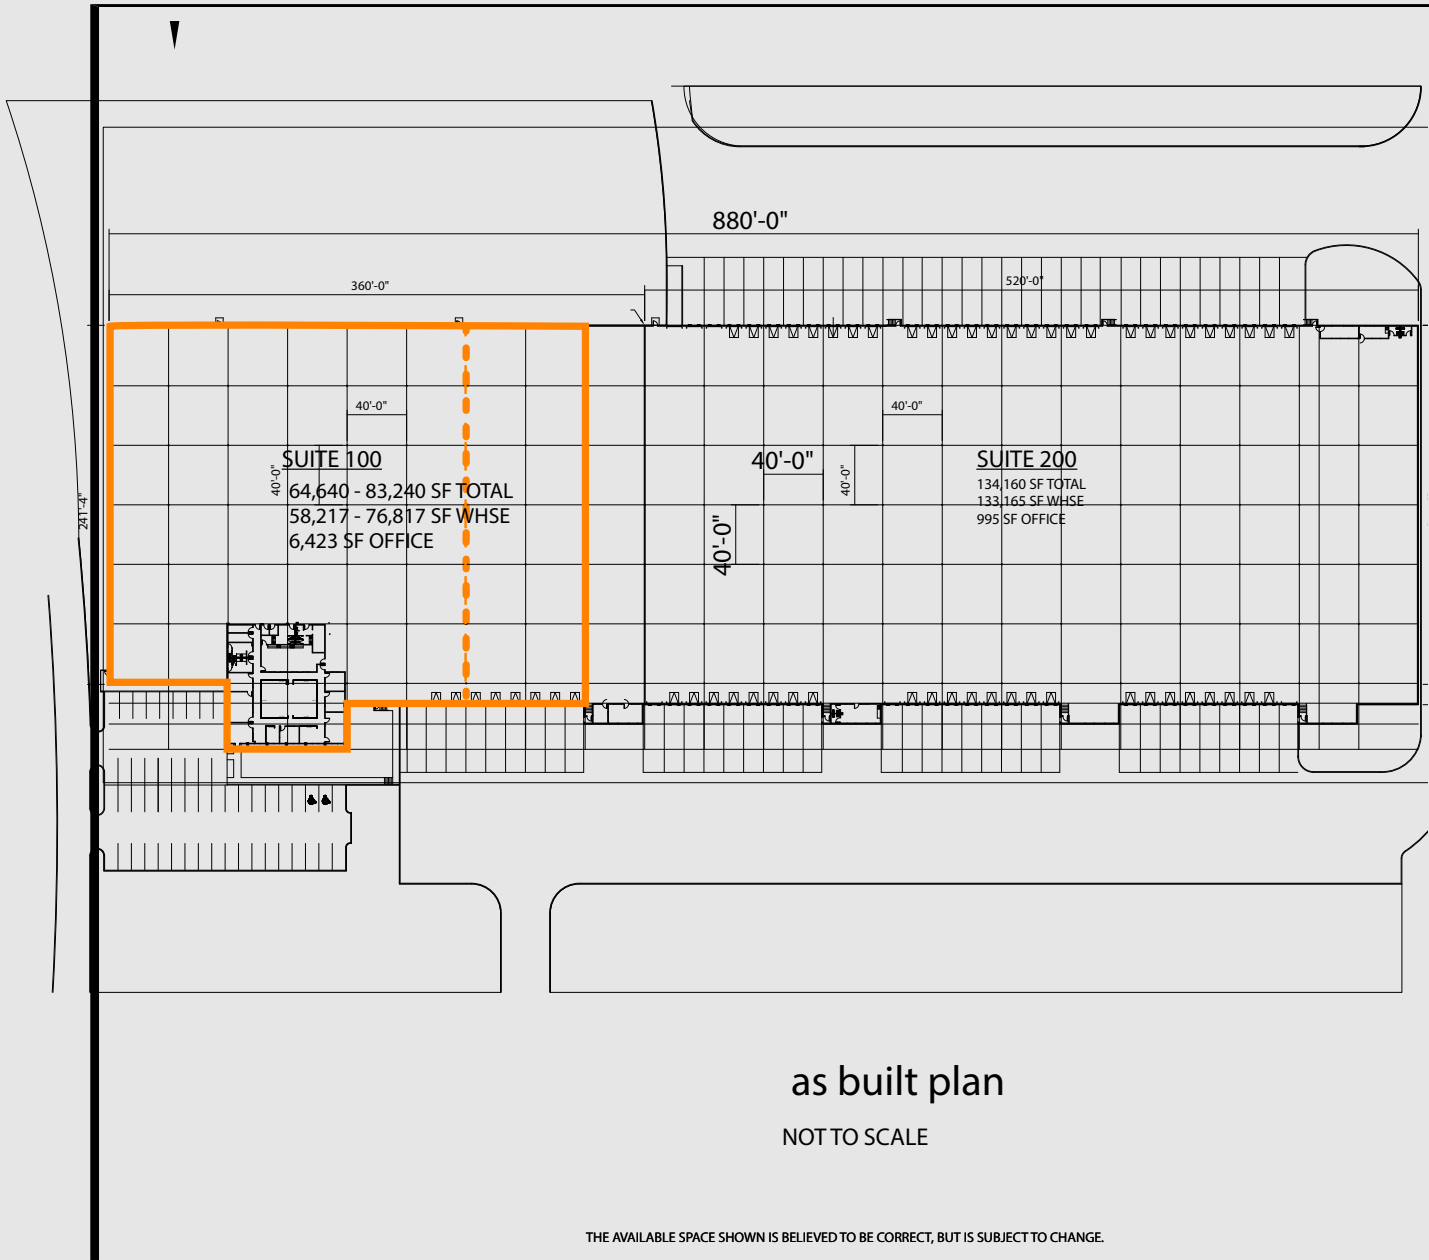 880'-0"
360'-0"
520'-0"
40'-0"
40'-0"
SUITE 100
40'-0"
64,640 - 83,240 SF TOTAL
58,217 - 76,817 SF WHSE
6,423 SF OFFICE
241'-4"
40'-0"
40'-0"
40'-0"
SUITE 200
134,160 SF TOTAL
133,165 SF WHSE
995 SF OFFICE
as built plan
NOT TO SCALE
THE AVAILABLE SPACE SHOWN IS BELIEVED TO BE CORRECT, BUT IS SUBJECT TO CHANGE.